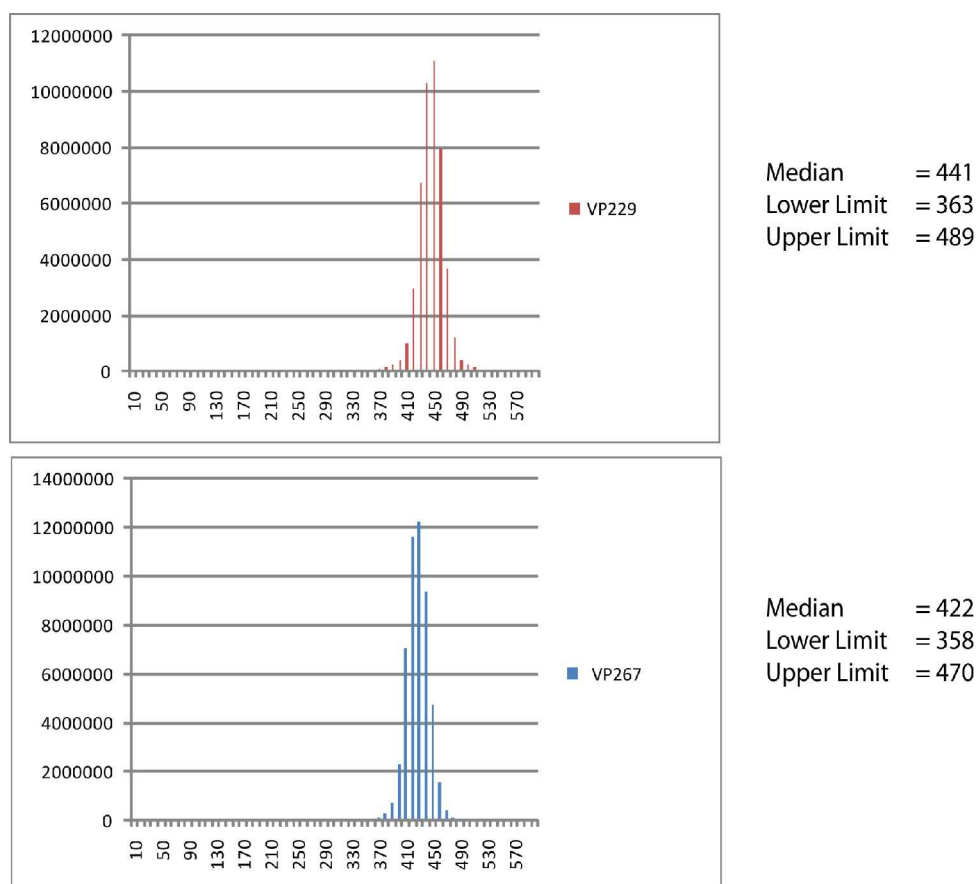 12000000
10000000
8000000
6000000
4000000
2000000
0
10 50 90 130 170 210 250 290 330 370 410 450 490 530 570
VP229
Median = 441
Lower Limit = 363
Upper Limit = 489
14000000
12000000
10000000
8000000
6000000
4000000
2000000
0
10 50 90 130 170 210 250 290 330 370 410 450 490 530 570
VP267
Median = 422
Lower Limit = 358
Upper Limit = 470